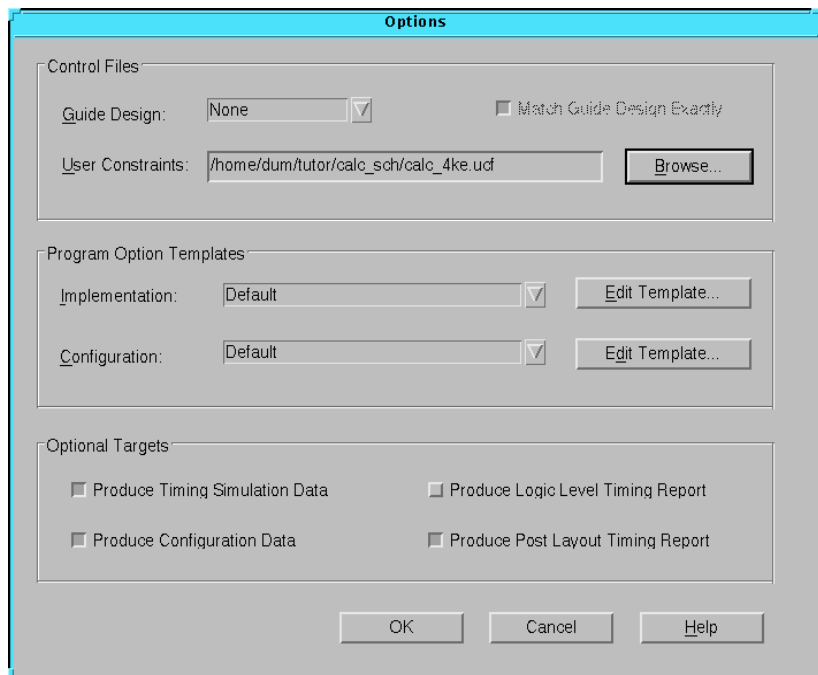 Options
Control Files
Guide Design: None Match Guide Design Exactly
User Constraints: /home/dum/tutor/calc_sch/calc_4ke.ucf Browse...
Program Option Templates
Implementation: Default Edit Template...
Configuration: Default Edit Template...
Optional Targets
Produce Timing Simulation Data Produce Logic Level Timing Report
Produce Configuration Data Produce Post Layout Timing Report
OK Cancel Help